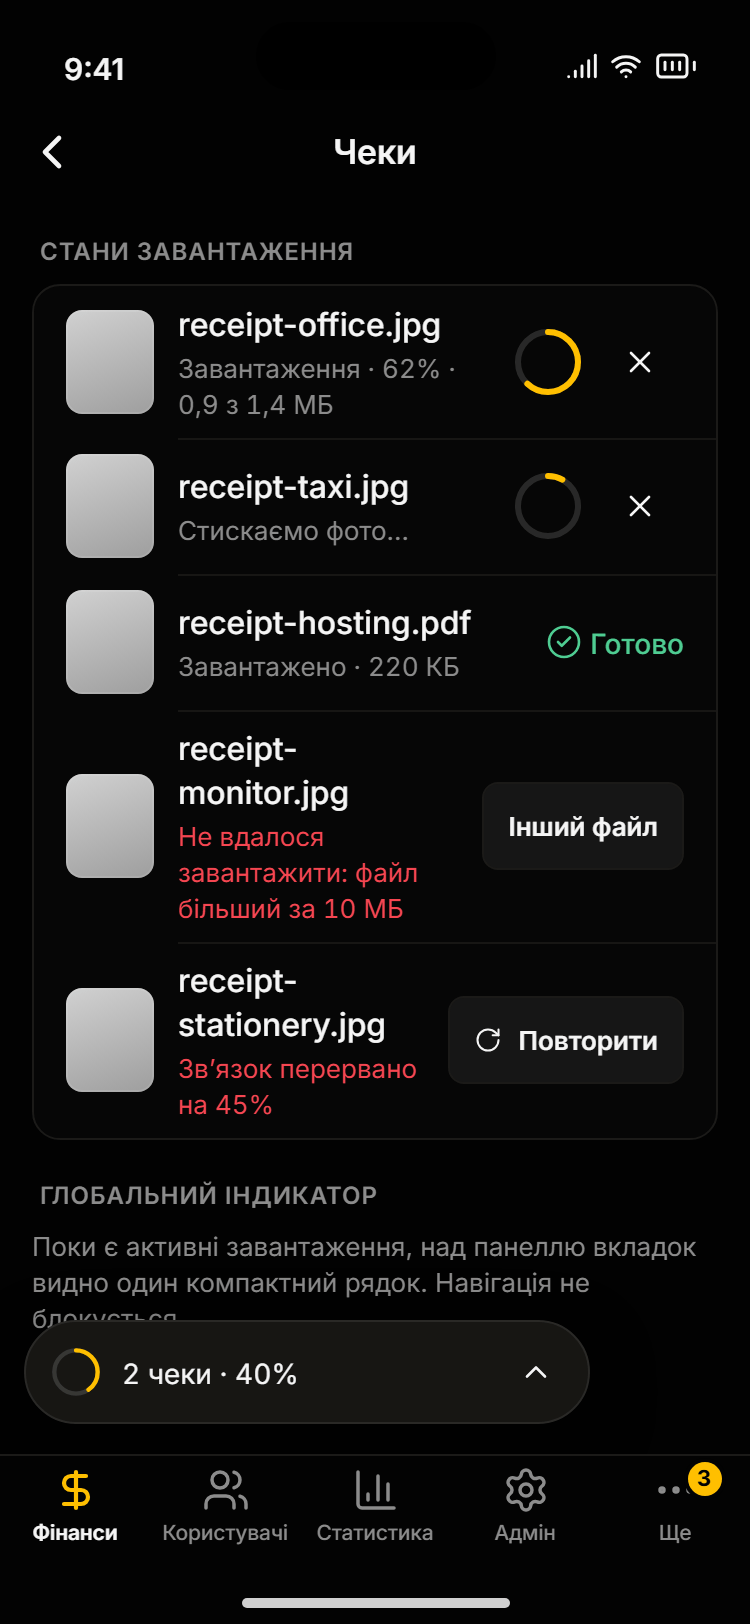 9:41
Чеки
СТАНИ ЗАВАНТАЖЕННЯ
receipt-office.jpg
Завантаження · 62% ·
0,9 з 1,4 МБ
receipt-taxi.jpg
Стискаємо фото...
receipt-hosting.pdf
Завантажено · 220 КБ
Готово
receipt-
monitor.jpg
Не вдалося
завантажити: файл
більший за 10 МБ
Інший файл
receipt-
stationery.jpg
Зв’язок перервано
на 45%
Повторити
ГЛОБАЛЬНИЙ ІНДИКАТОР
Поки є активні завантаження, над панеллю вкладок
видно один компактний рядок. Навігація не
блокується
2 чеки · 40%
3
Фінанси
Користувачі
Статистика
Адмін
Ще